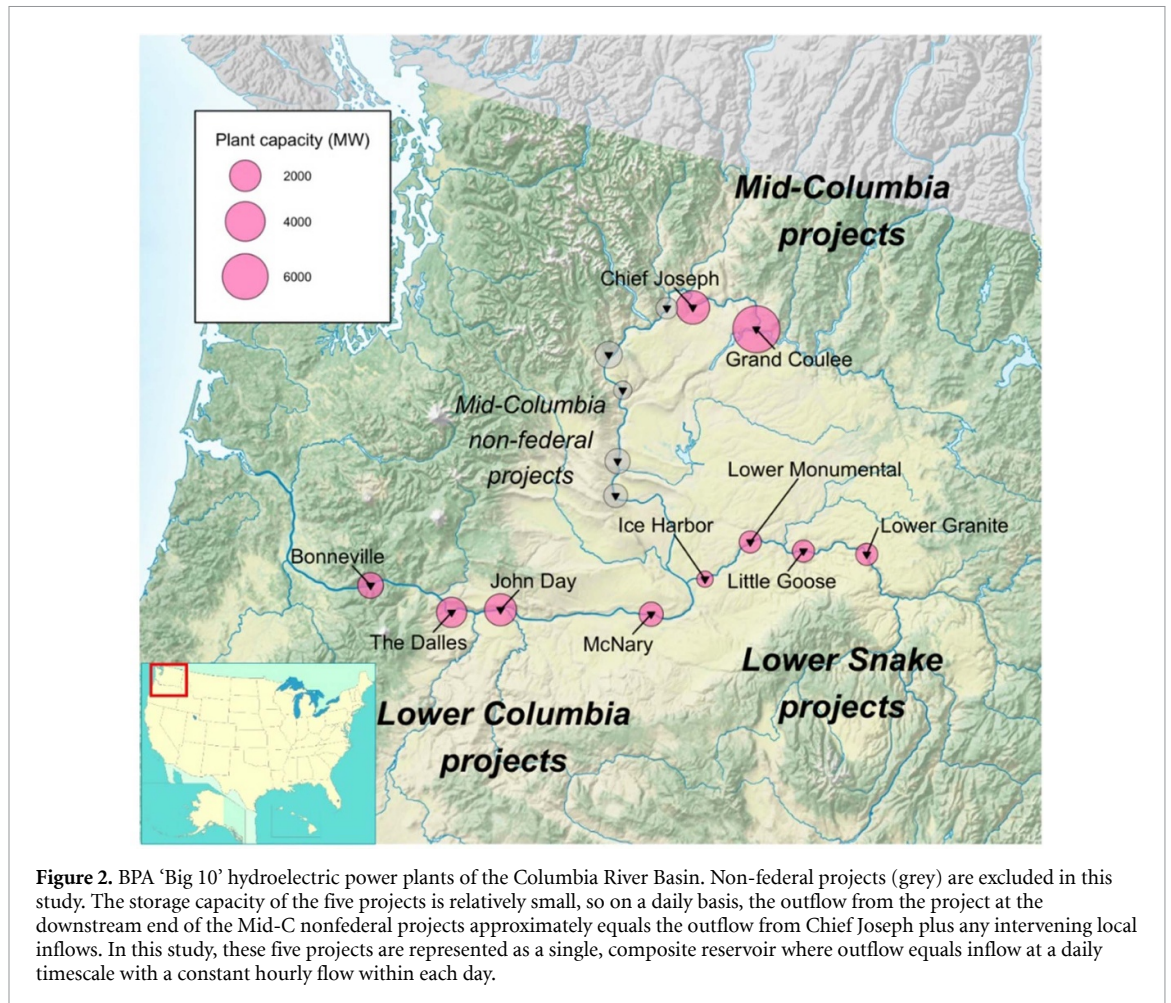 Plant capacity (MW)
2000
4000
6000
Mid-Columbia
projects
Chief Joseph
Grand Coulee
Mid-Columbia
non-federal
projects
Lower Monumental
Ice Harbor
Lower Granite
Bonneville
John Day
Little Goose
The Dalles
McNary
Lower Snake
projects
Lower Columbia
projects
Figure 2. BPA ‘Big 10’ hydroelectric power plants of the Columbia River Basin. Non-federal projects (grey) are excluded in this
study. The storage capacity of the five projects is relatively small, so on a daily basis, the outflow from the project at the
downstream end of the Mid-C nonfederal projects approximately equals the outflow from Chief Joseph plus any intervening local
inflows. In this study, these five projects are represented as a single, composite reservoir where outflow equals inflow at a daily
timescale with a constant hourly flow within each day.